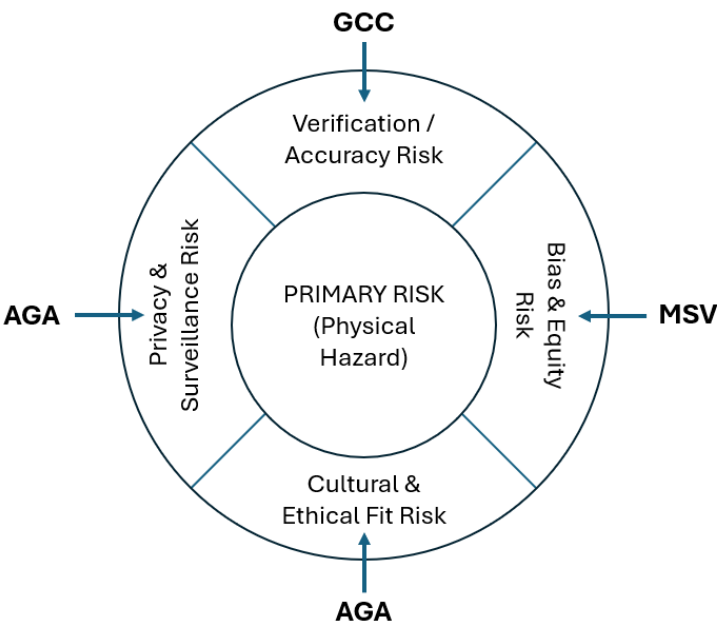 GCC
Verification /
Accuracy Risk
AGA
Privacy &
Surveillance Risk
PRIMARY RISK
(Physical
Hazard)
Bias & Equity
Risk
MSV
Cultural &
Ethical Fit Risk
AGA